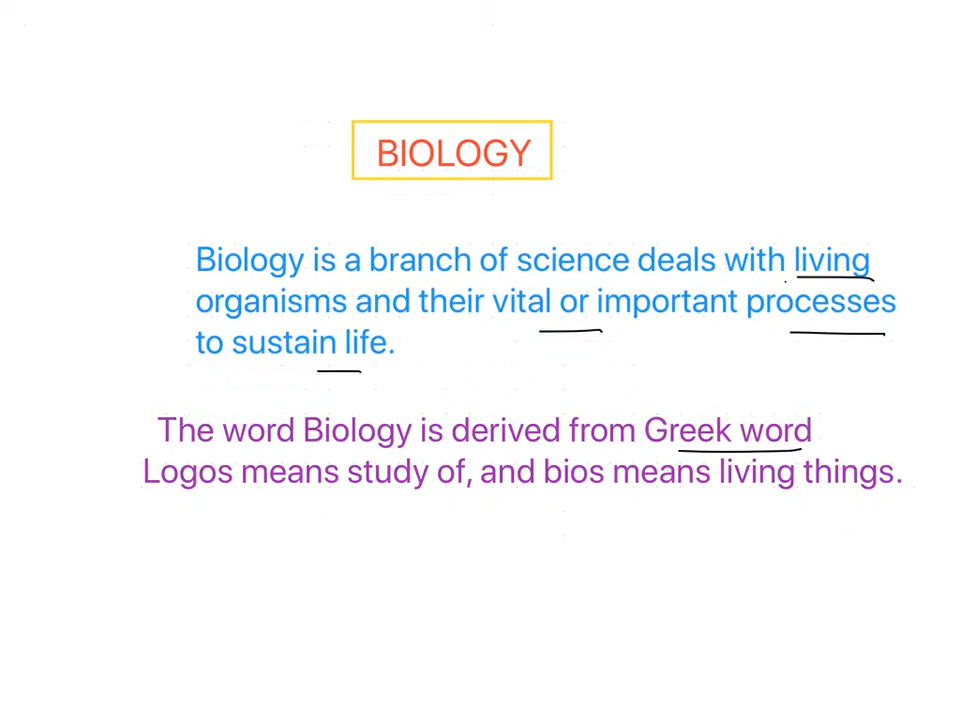 BIOLOGY
Biology is a branch of science deals with living
organisms and their vital or important processes
to sustain life.
The word Biology is derived from Greek word
Logos means study of, and bios means living things.